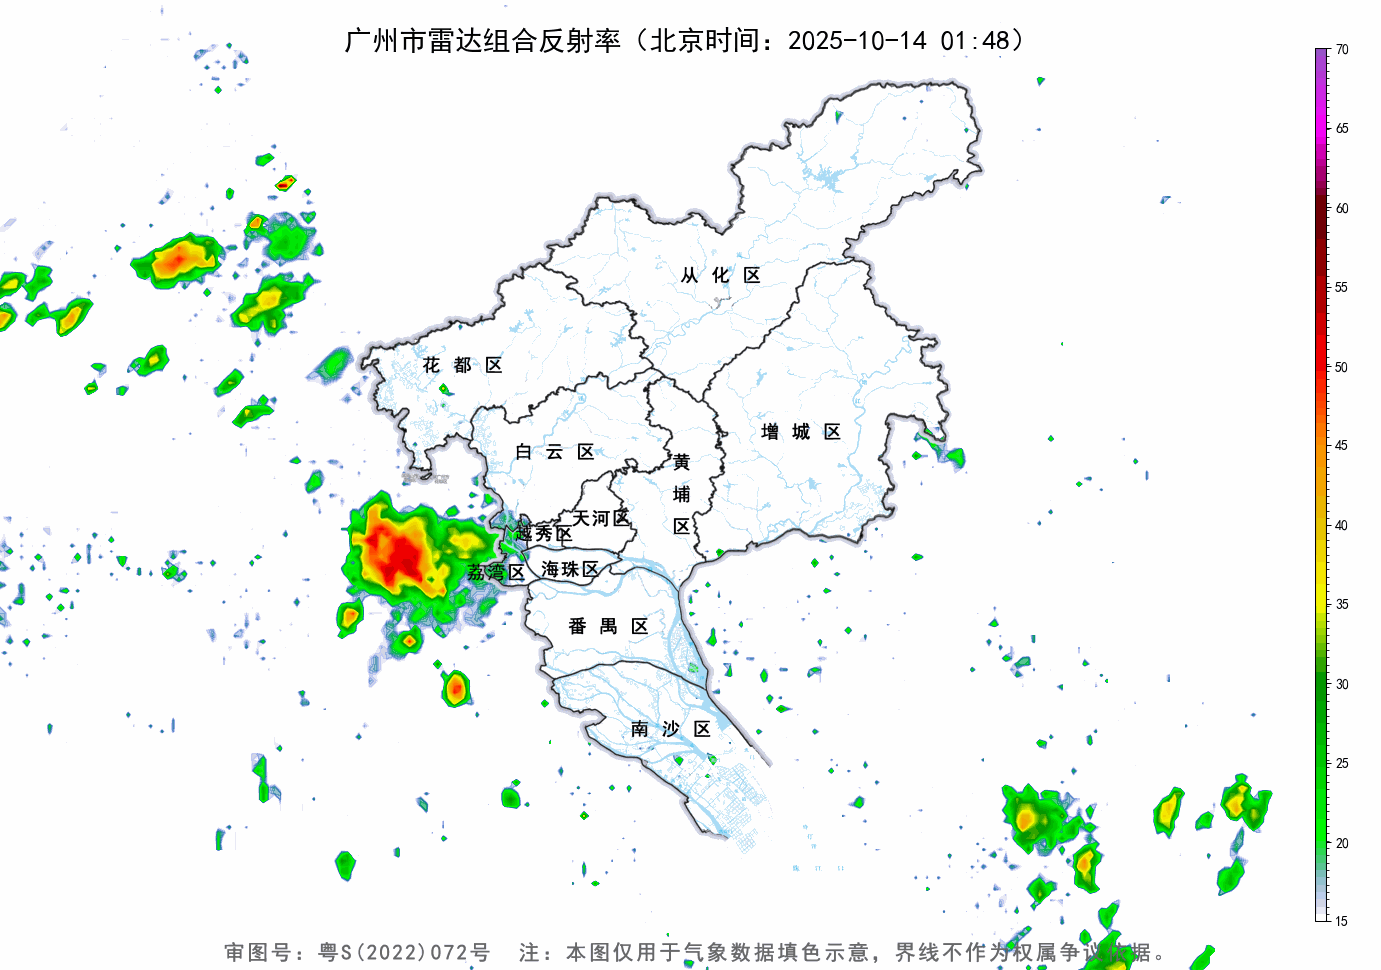 广州市雷达组合反射率（北京时间：2025-10-14 01:48）
70
65
60
55
50
45
40
35
30
25
20
15
从化区
花都区
增城区
白云区
黄埔区
天河区
越秀区
荔湾区
海珠区
番禺区
南沙区
审图号：粤S(2022)072号 注：本图仅用于气象数据填色示意，界线不作为权属争议依据。